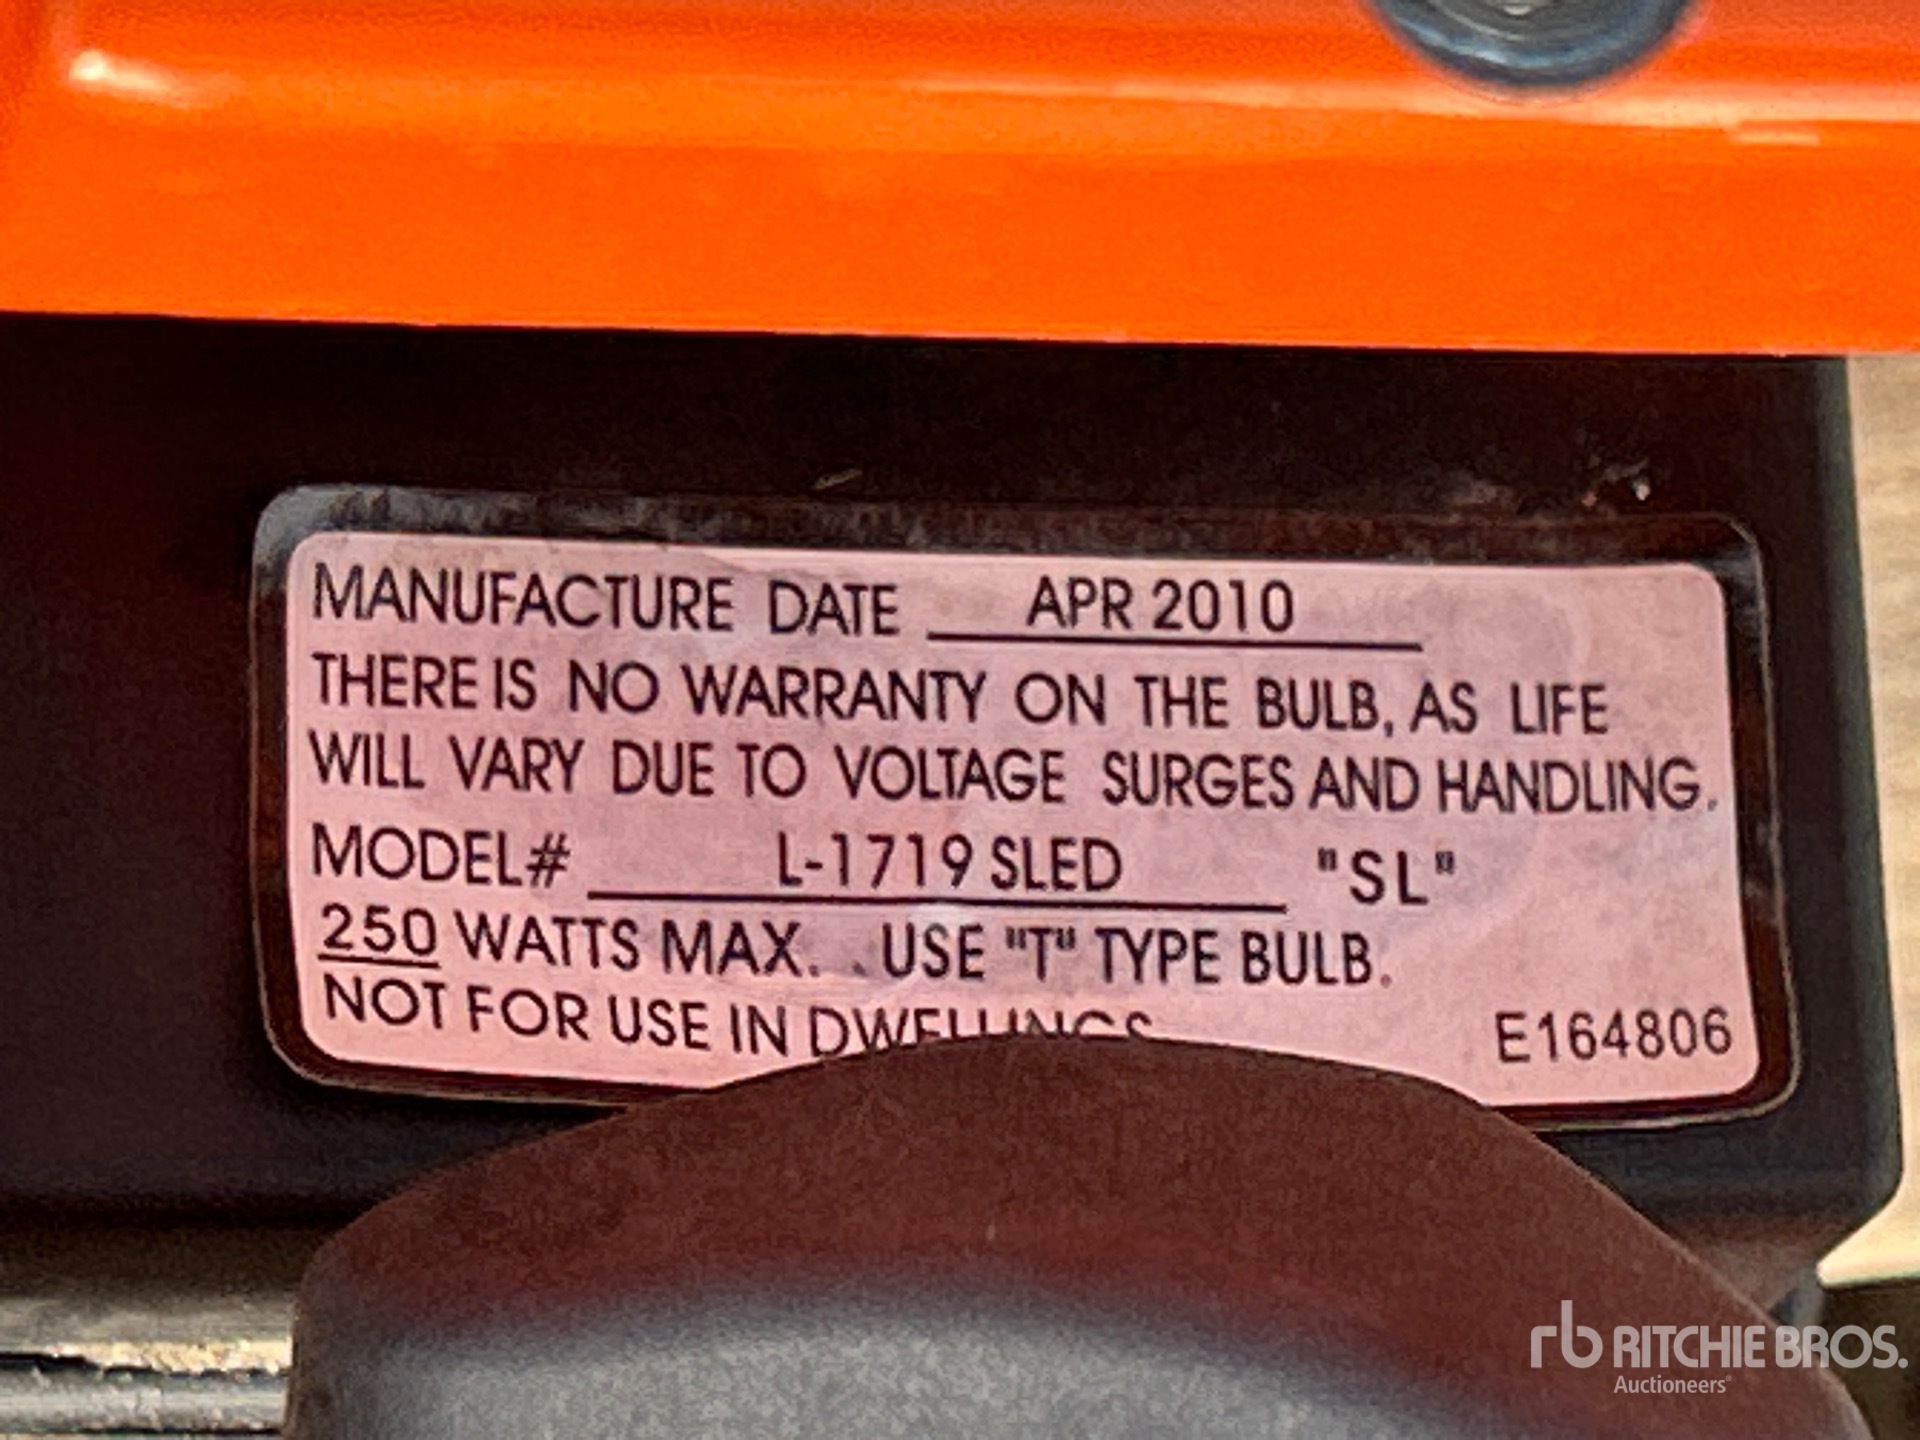 MANUFACTURE DATE APR 2010
THERE IS NO WARRANTY ON THE BULB, AS LIFE
WILL VARY DUE TO VOLTAGE SURGES AND HANDLING.
MODEL# L-1719 SLED "SL"
250 WATTS MAX. . USE "T" TYPE BULB.
NOT FOR USE IN DWELLINGS E164806
rb RITCHIE BROS.
Auctioneers